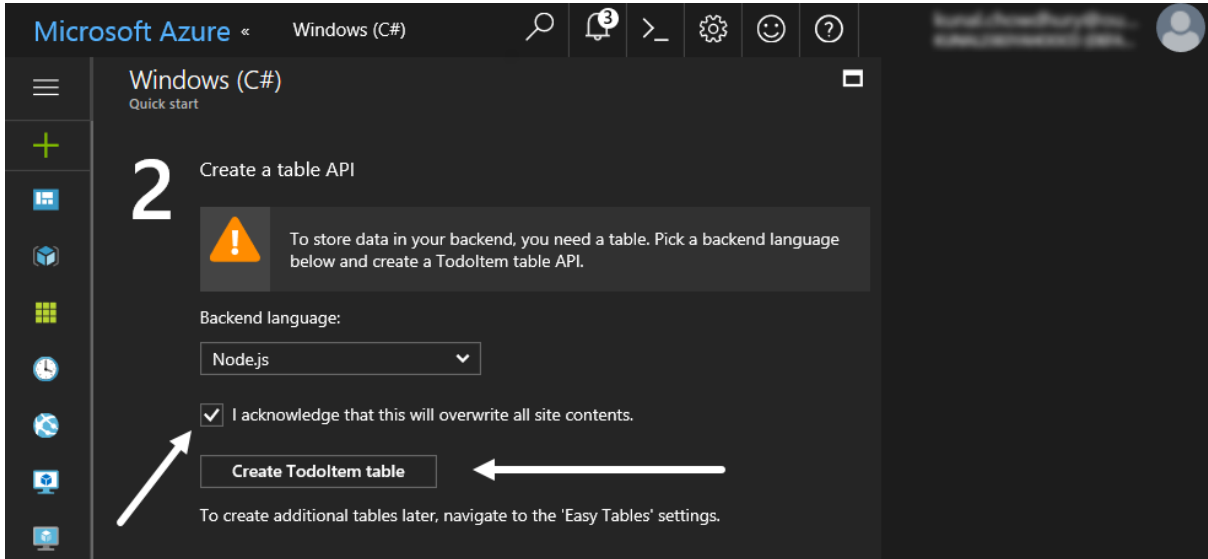 Microsoft Azure « Windows (C#) 3
Windows (C#)
Quick start
2 Create a table API
To store data in your backend, you need a table. Pick a backend language
below and create a TodoItem table API.
Backend language:
Node.js
I acknowledge that this will overwrite all site contents.
Create TodoItem table
To create additional tables later, navigate to the 'Easy Tables' settings.